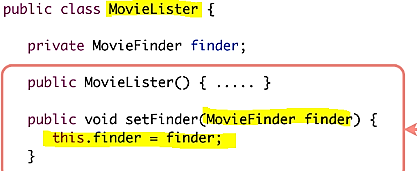 public class MovieLister {
private MovieFinder finder;
public MovieLister() { ..... }
public void setFinder(MovieFinder finder) {
this.finder = finder;
}